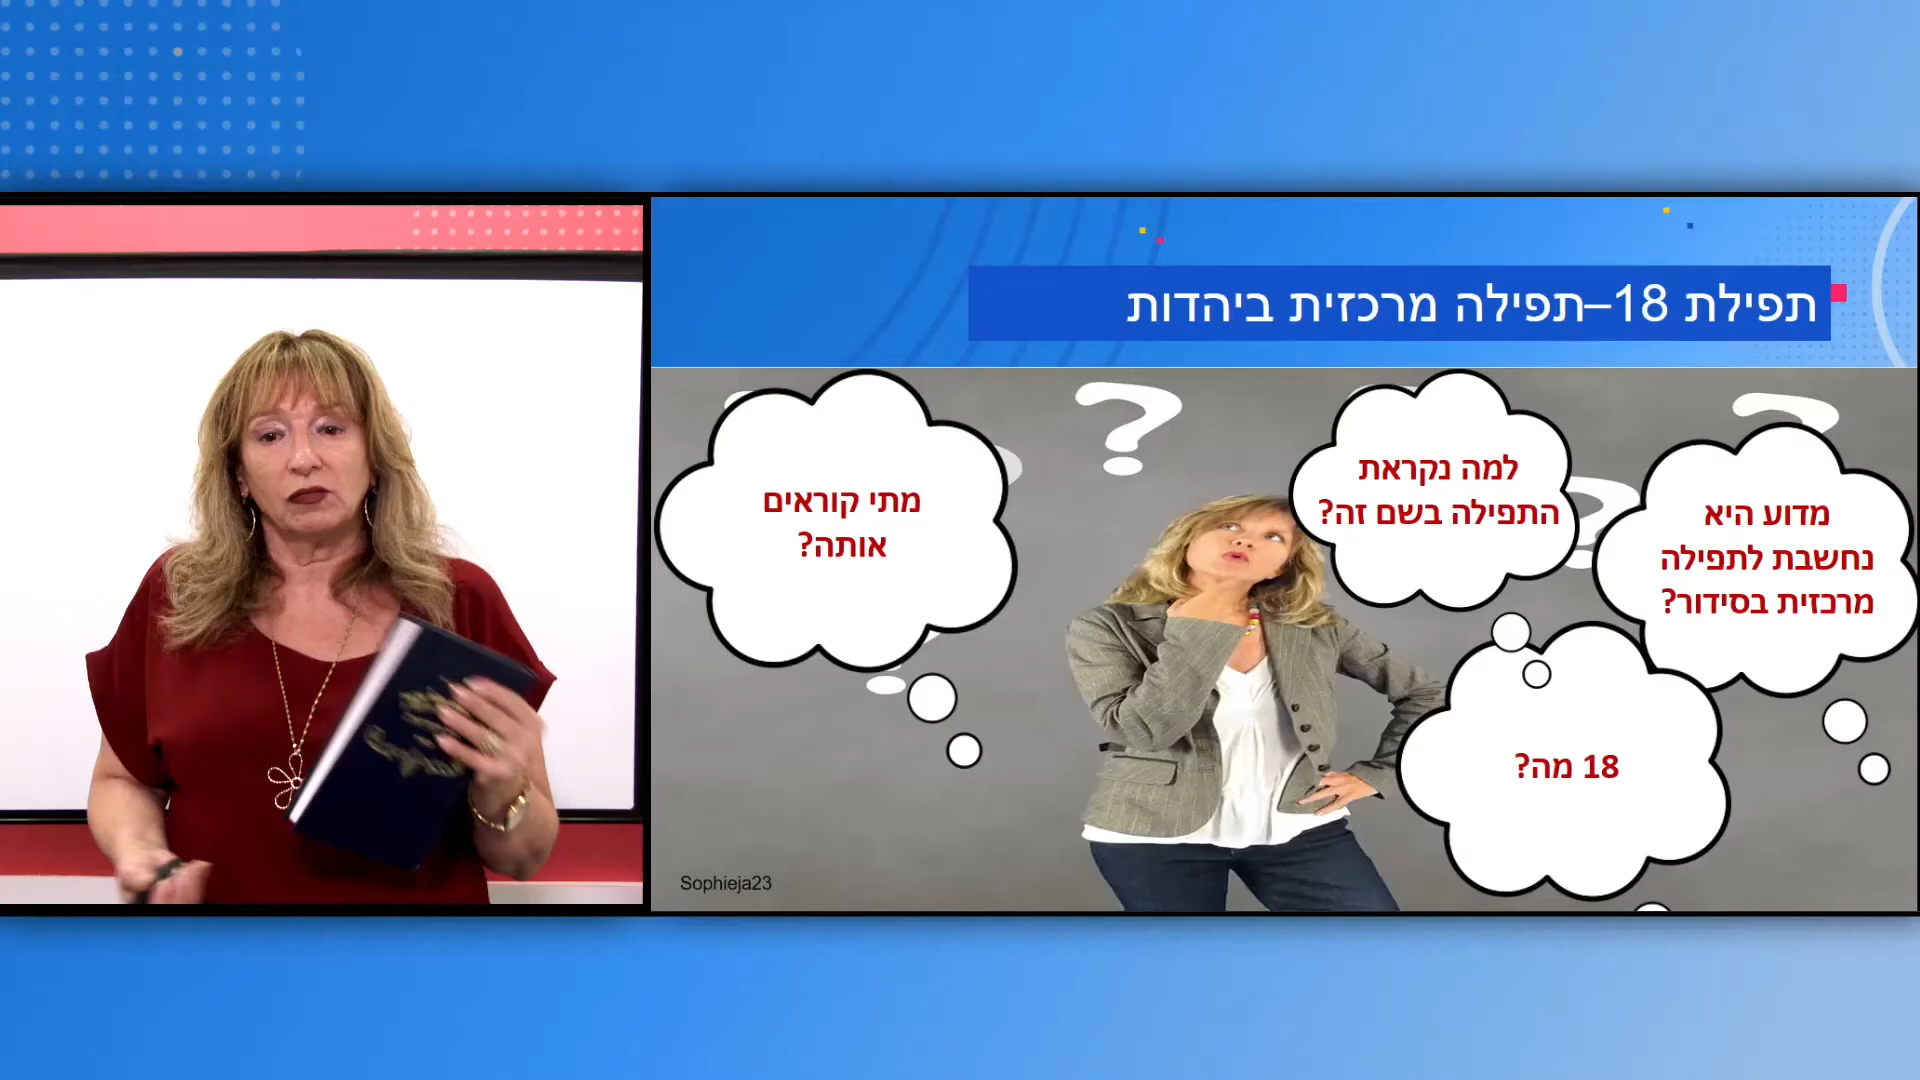 תפילת 18–תפילה מרכזית ביהדות
מדוע היא
נחשבת לתפילה
מרכזית בסידור?
למה נקראת
התפילה בשם זה?
18 מה?
מתי קוראים
אותה?
Sophieja23